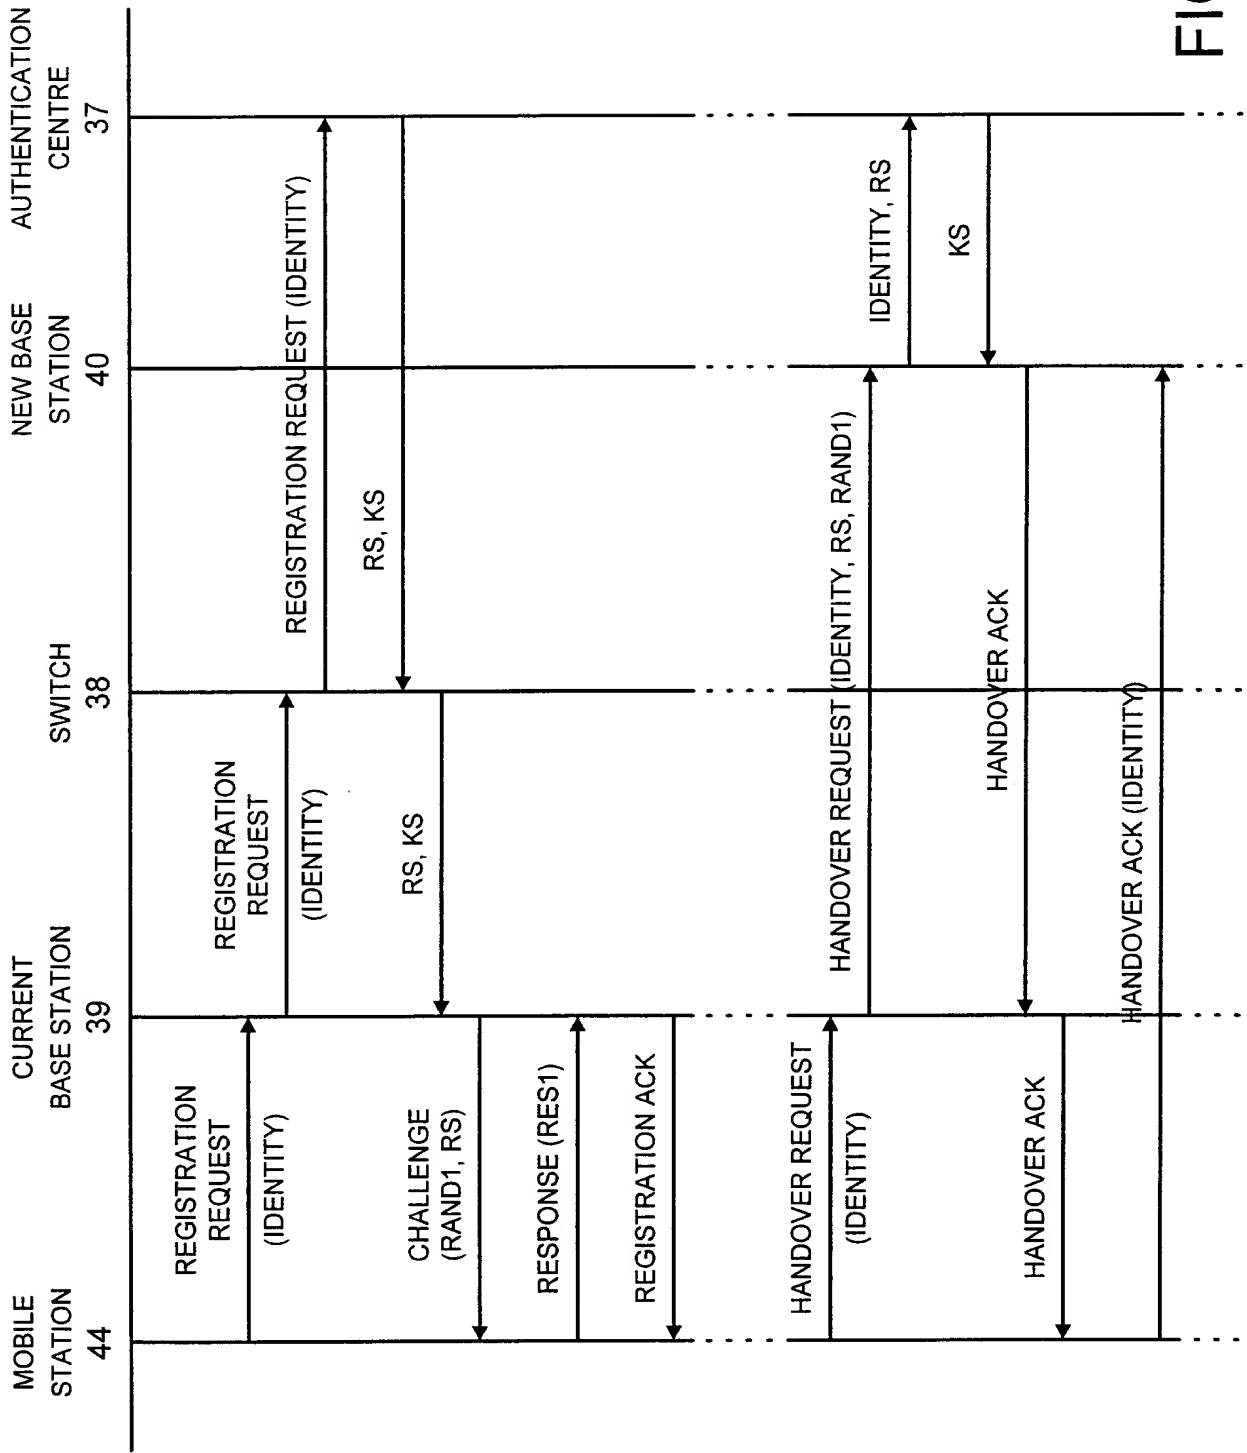 MOBILE
STATION
44
CURRENT
BASE STATION
39
SWITCH
38
NEW BASE
STATION
40
AUTHENTICATION
CENTRE
37
REGISTRATION
REQUEST
(IDENTITY)
REGISTRATION
REQUEST
(IDENTITY)
REGISTRATION REQUEST (IDENTITY)
RS, KS
RS, KS
CHALLENGE
(RAND1, RS)
RESPONSE (RES1)
REGISTRATION ACK
HANDOVER REQUEST
(IDENTITY)
HANDOVER REQUEST (IDENTITY, RS, RAND1)
IDENTITY, RS
KS
HANDOVER ACK
HANDOVER ACK
HANDOVER ACK (IDENTITY)